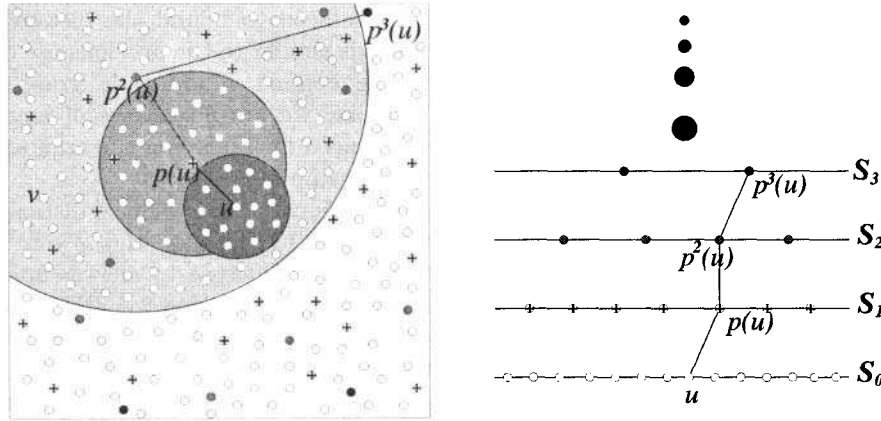 p³(u)
p²(u)
p(u)
v
u
S₃
p³(u)
S₂
p²(u)
S₁
p(u)
S₀
u